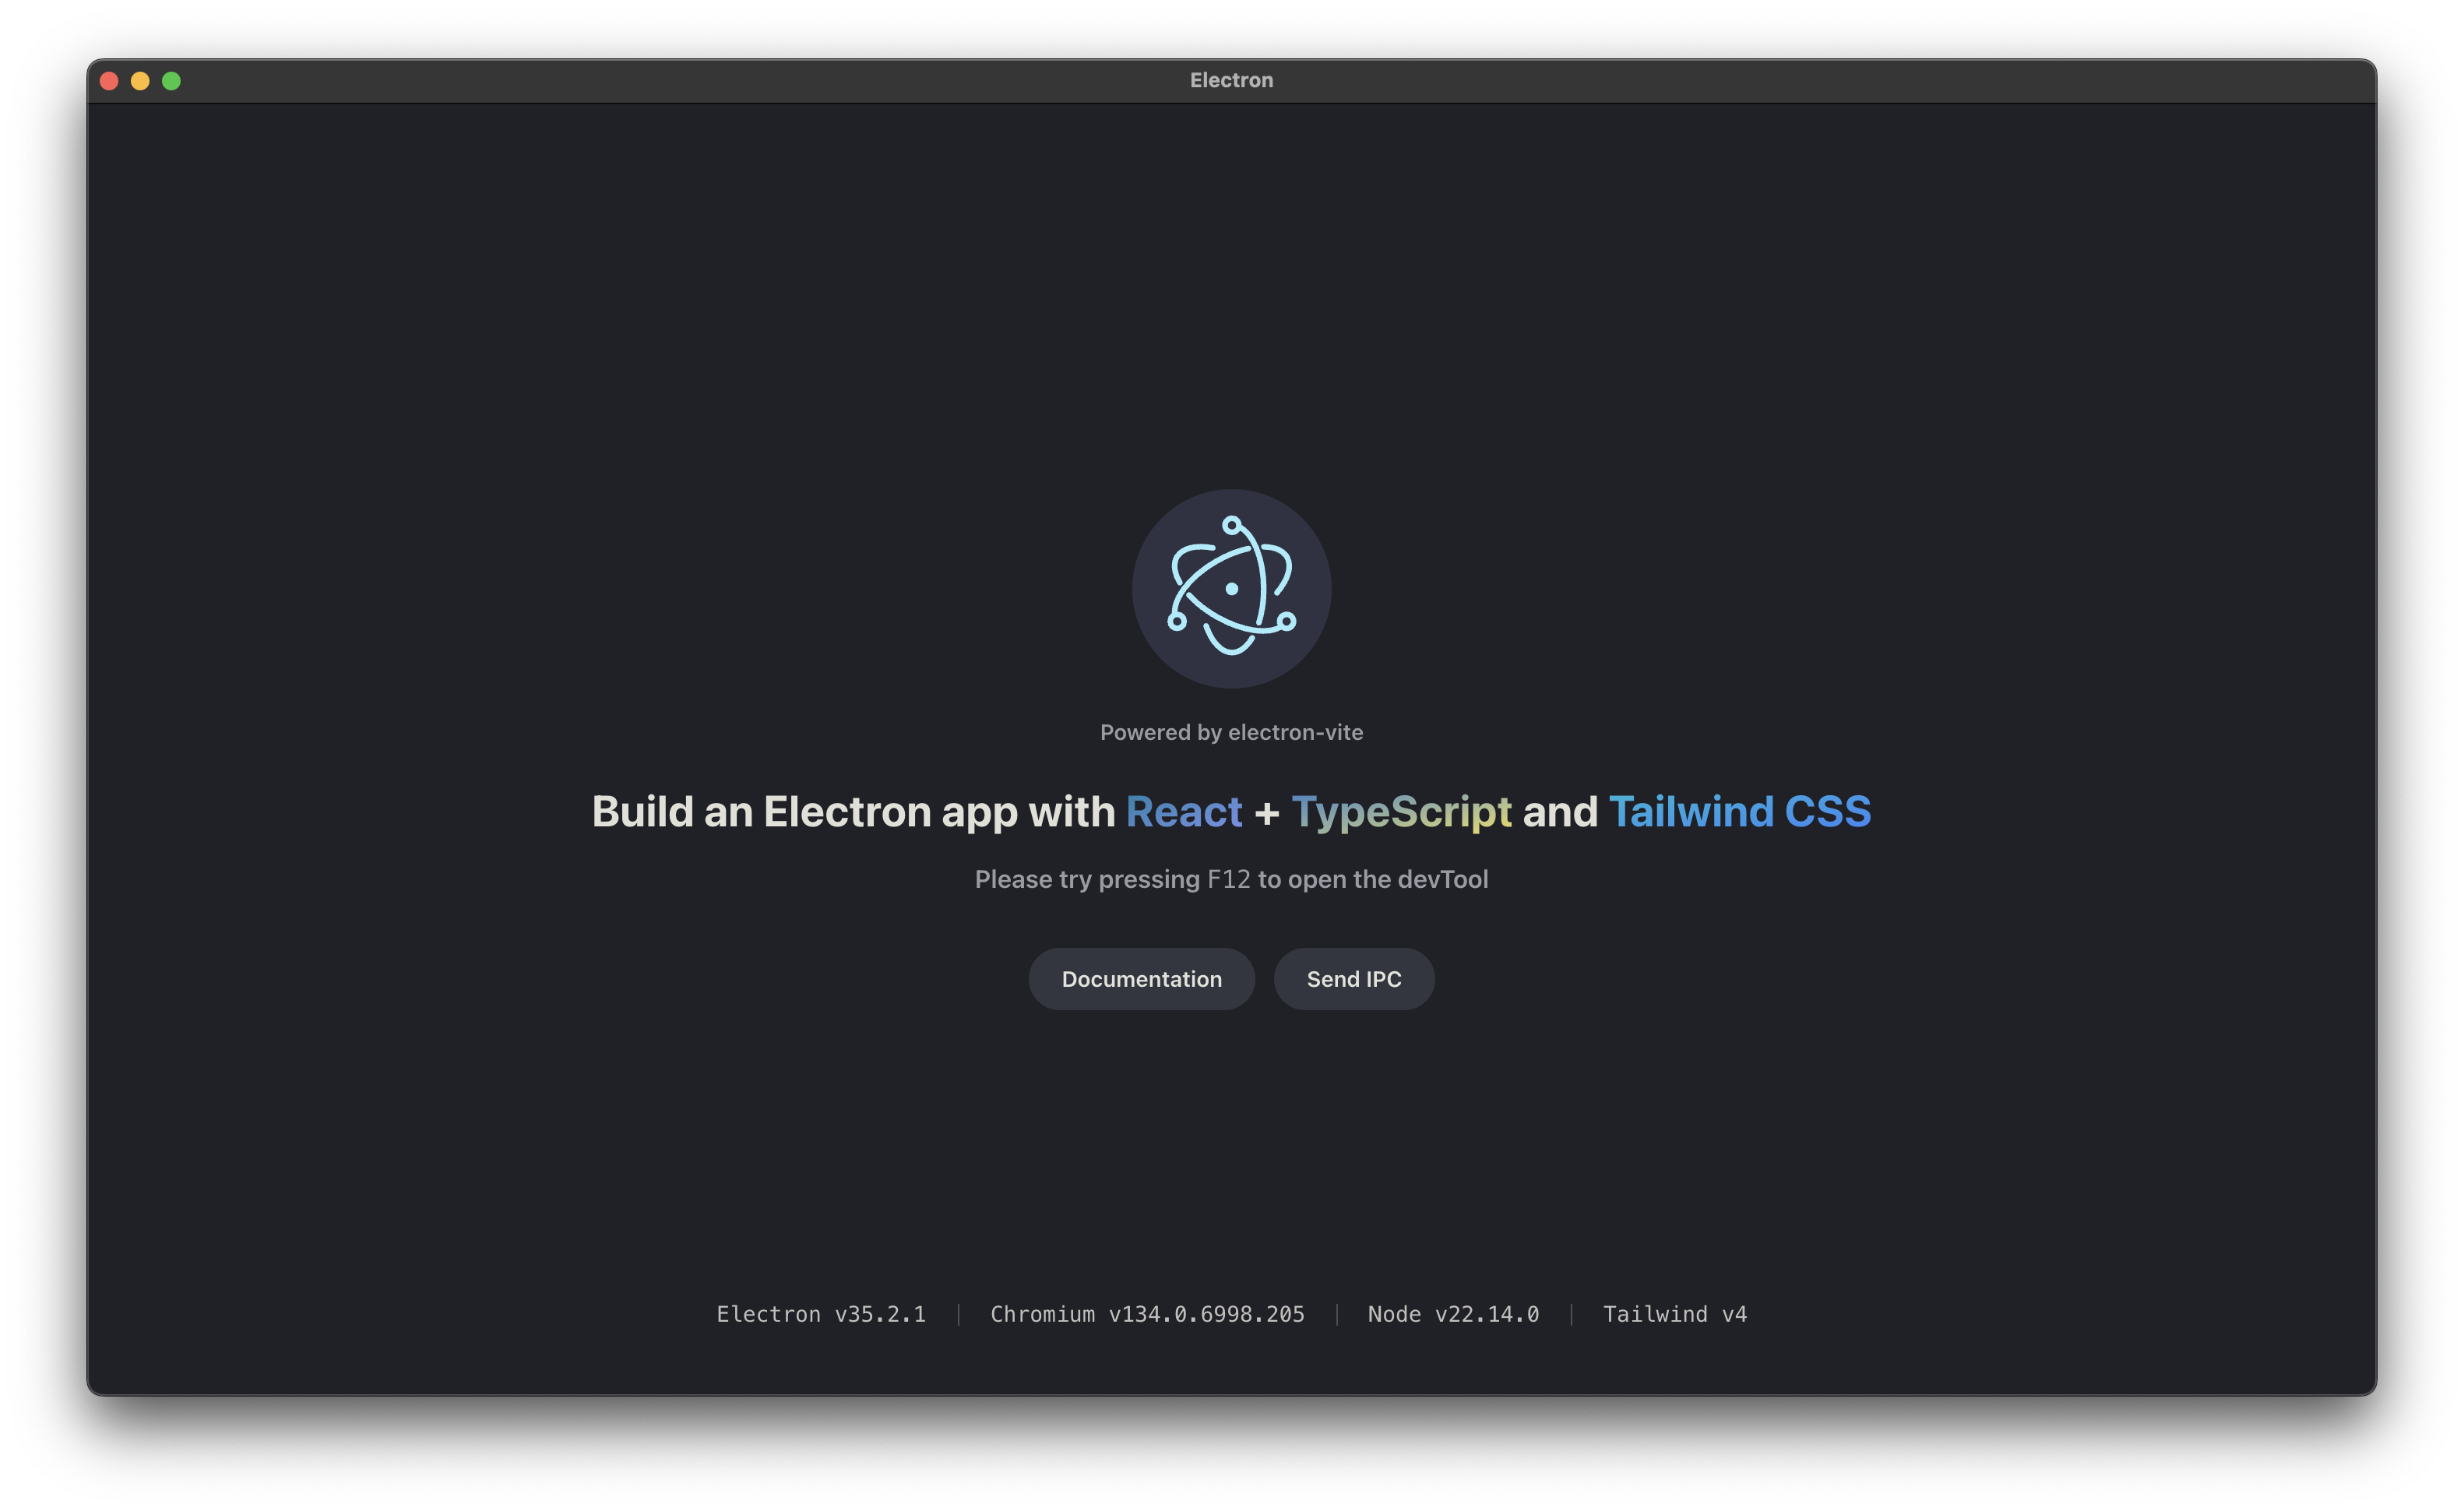 Electron
Powered by electron-vite
Build an Electron app with React + TypeScript and Tailwind CSS
Please try pressing F12 to open the devTool
Documentation
Send IPC
Electron v35.2.1
Chromium v134.0.6998.205
Node v22.14.0
Tailwind v4